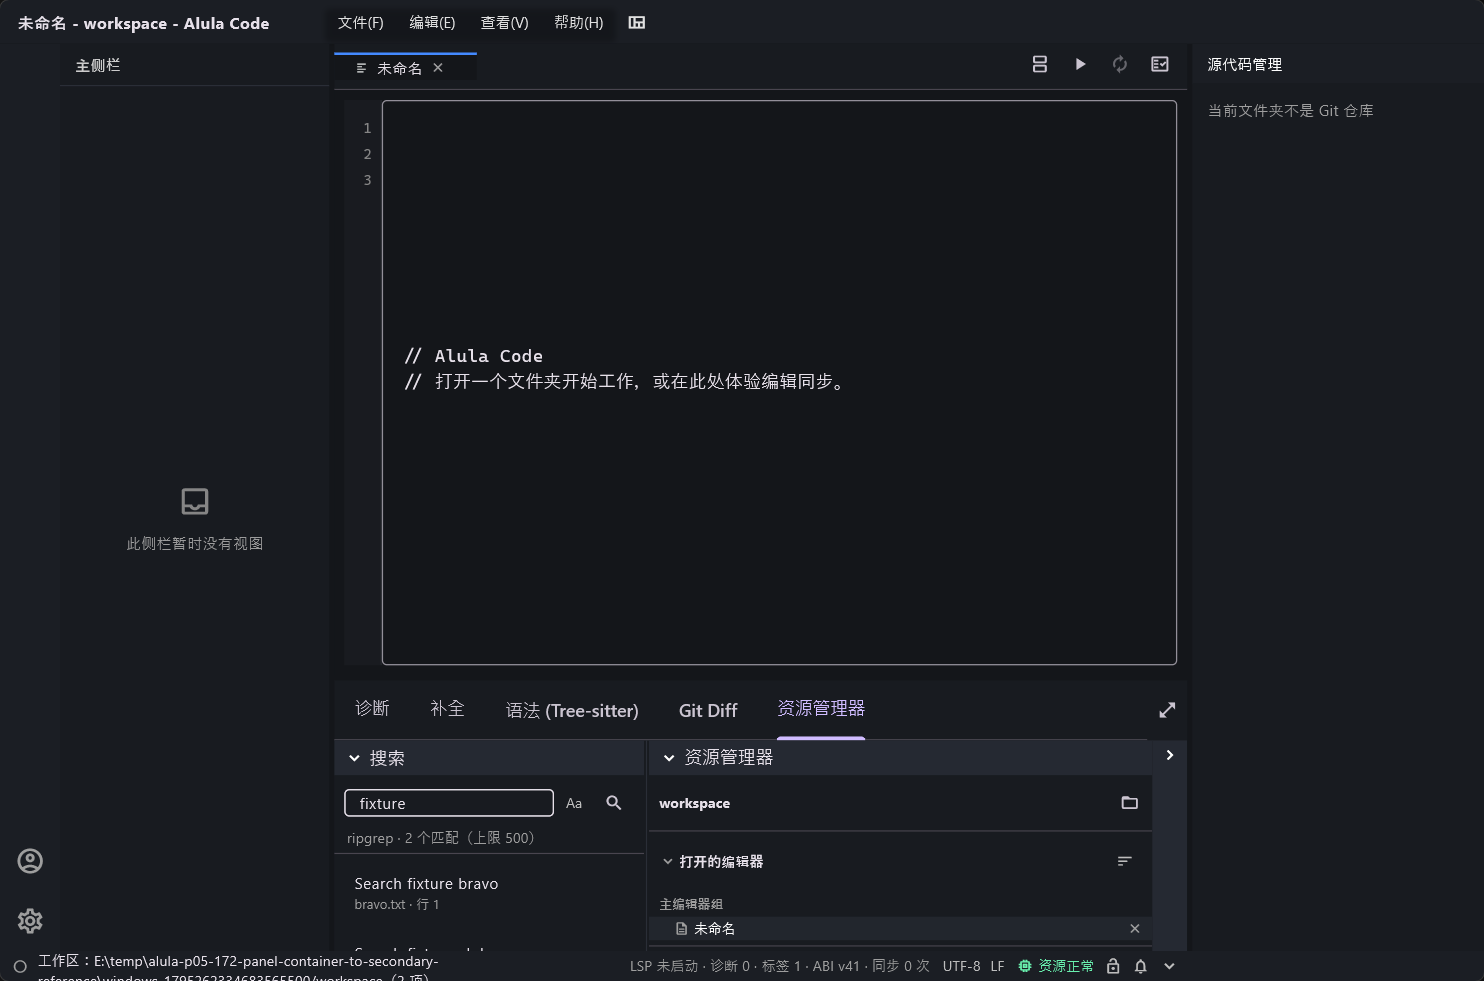 未命名 - workspace - Alula Code
文件(F) 编辑(E) 查看(V) 帮助(H)
主侧栏
未命名
源代码管理
当前文件夹不是 Git 仓库
1
2
3
// Alula Code
// 打开一个文件夹开始工作，或在此处体验编辑同步。
此侧栏暂时没有视图
诊断 补全 语法 (Tree-sitter) Git Diff 资源管理器
搜索
fixture
Aa
ripgrep · 2 个匹配（上限 500）
Search fixture bravo
bravo.txt · 行 1
资源管理器
workspace
打开的编辑器
主编辑器组
未命名
工作区：E:\temp\alula-p05-172-panel-container-to-secondary-
LSP 未启动 · 诊断 0 · 标签 1 · ABI v41 · 同步 0 次 UTF-8 LF 资源正常